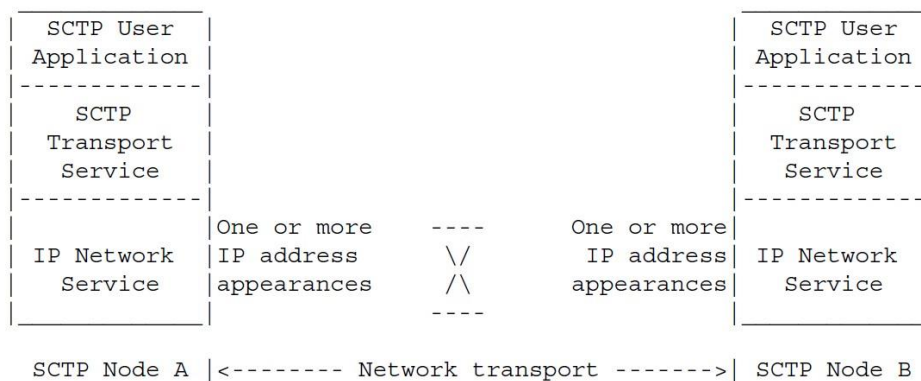 SCTP User SCTP User
Application Application
SCTP SCTP
Transport Transport
Service Service
One or more One or more
IP Network IP address IP address IP Network
Service appearances appearances Service
SCTP Node A |<-------- Network transport ------->| SCTP Node B